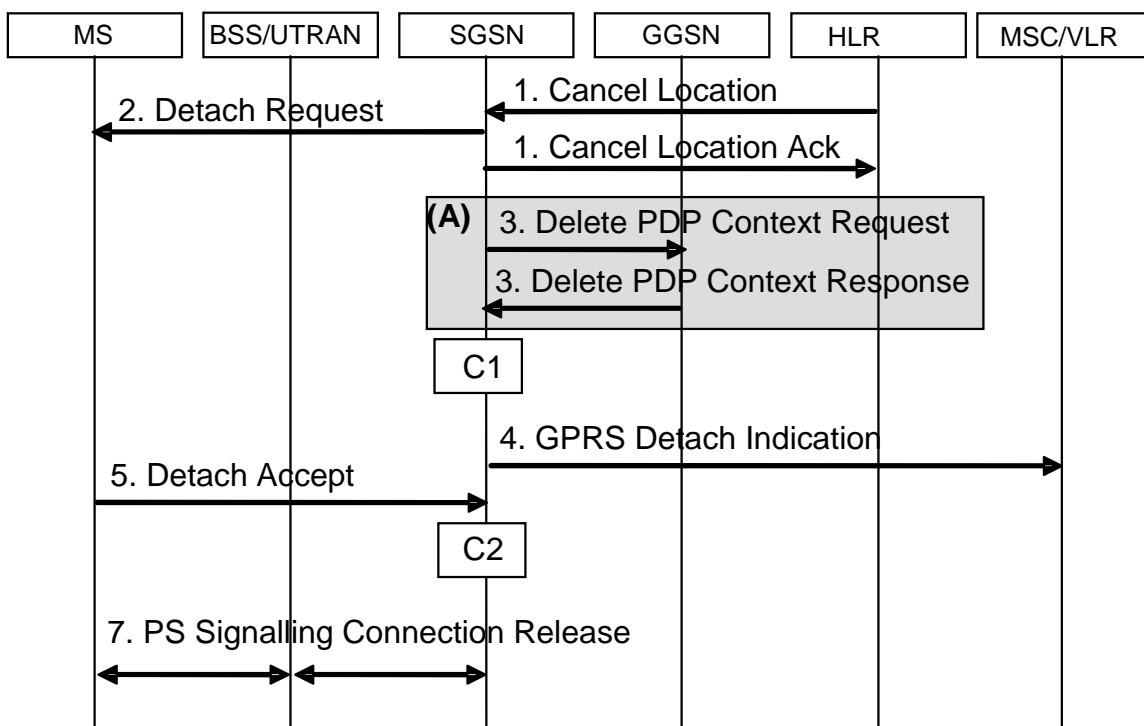 MS
BSS/UTRAN
SGSN
GGSN
HLR
MSC/VLR
1. Cancel Location
2. Detach Request
1. Cancel Location Ack
(A)
3. Delete PDP Context Request
3. Delete PDP Context Response
C1
4. GPRS Detach Indication
5. Detach Accept
C2
7. PS Signalling Connection Release